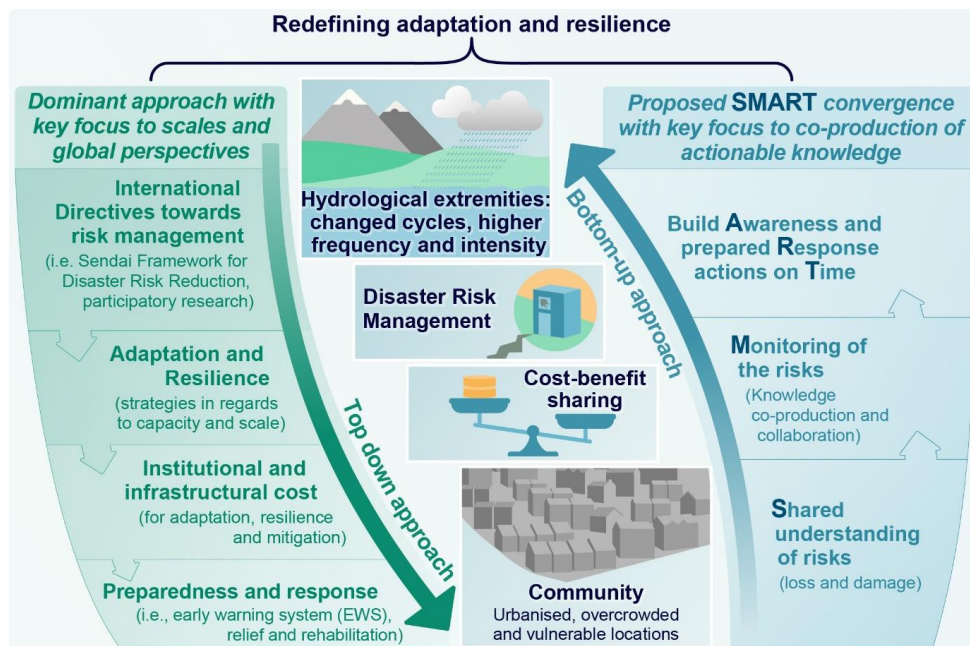 Redefining adaptation and resilience
Dominant approach with
key focus to scales and
global perspectives
International
Directives towards
risk management
(i.e. Sendai Framework for
Disaster Risk Reduction,
participatory research)
Adaptation and
Resilience
(strategies in regards
to capacity and scale)
Institutional and
infrastructural cost
(for adaptation, resilience
and mitigation)
Preparedness and response
(i.e., early warning system (EWS),
relief and rehabilitation)
Top down approach
Hydrological extremities:
changed cycles, higher
frequency and intensity
Disaster Risk
Management
Cost-benefit
sharing
Community
Urbanised, overcrowded
and vulnerable locations
Bottom-up approach
Proposed SMART convergence
with key focus to co-production of
actionable knowledge
Build Awareness and
prepared Response
actions on Time
Monitoring of
the risks
(Knowledge
co-production and
collaboration)
Shared
understanding
of risks
(loss and damage)